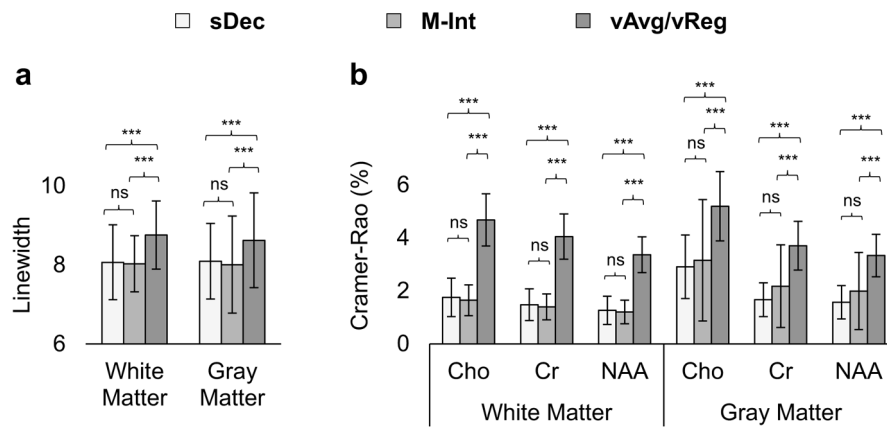 sDec M-Int vAvg/vReg
a
Linewidth
10
8
6
***
***
ns
***
***
ns
White Matter
Gray Matter
b
Cramer-Rao (%)
6
4
2
0
***
***
ns
***
***
ns
***
***
ns
***
***
ns
***
***
ns
***
***
ns
Cho Cr NAA Cho Cr NAA
White Matter Gray Matter